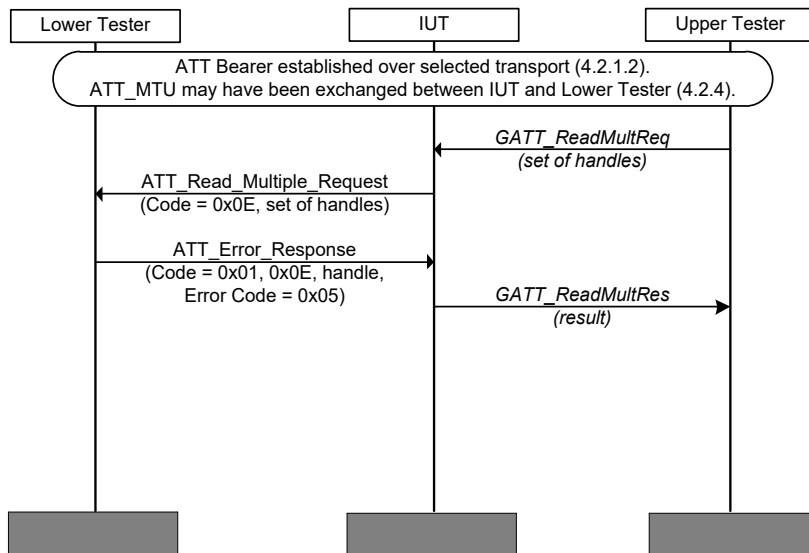 Lower Tester
IUT
Upper Tester
ATT Bearer established over selected transport (4.2.1.2).
ATT_MTU may have been exchanged between IUT and Lower Tester (4.2.4).
GATT_ReadMultReq
(set of handles)
ATT_Read_Multiple_Request
(Code = 0x0E, set of handles)
ATT_Error_Response
(Code = 0x01, 0x0E, handle,
Error Code = 0x05)
GATT_ReadMultRes
(result)